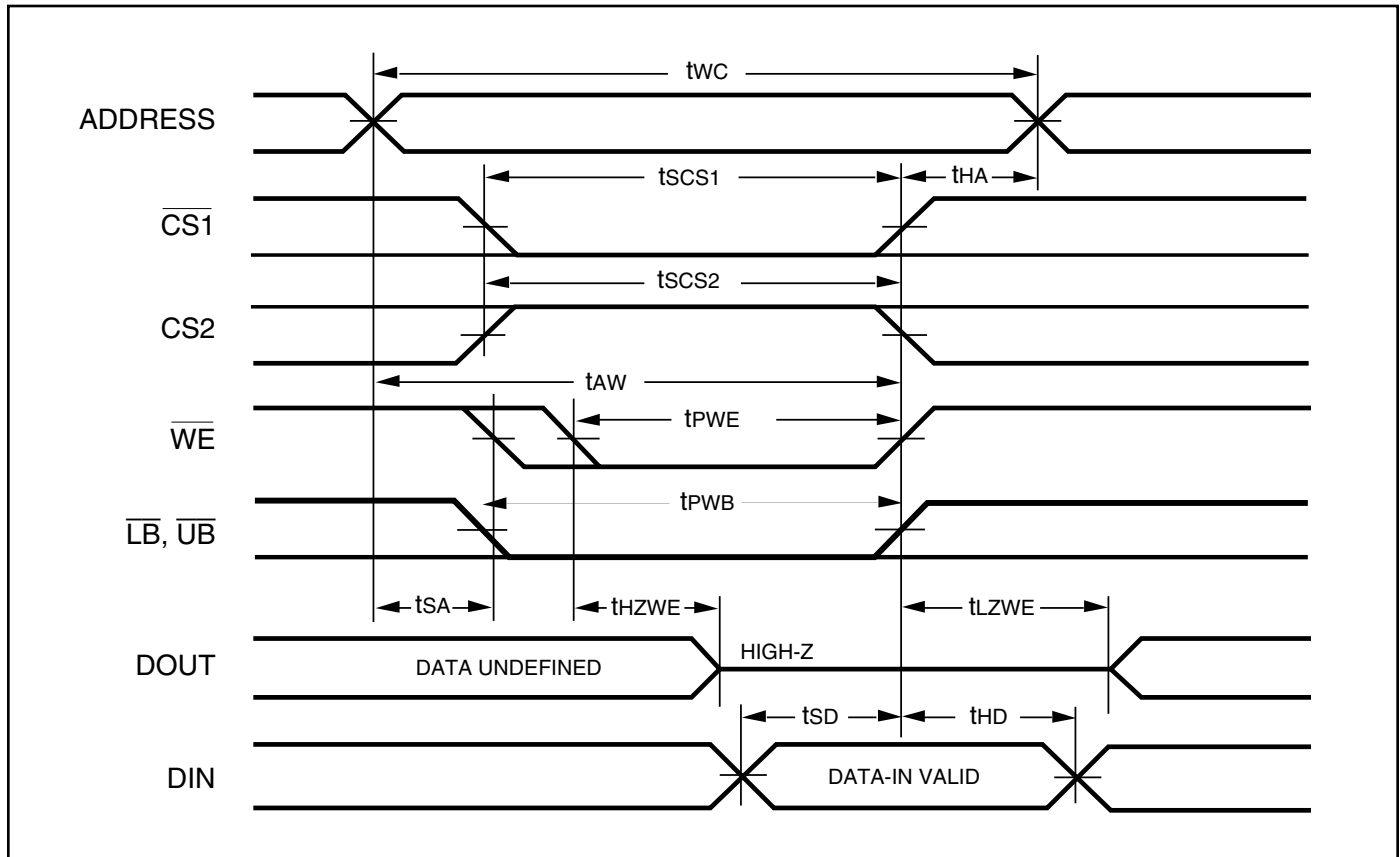 tWC
ADDRESS
tSCS1
tHA
CS1
tSCS2
CS2
tAW
WE
tPWE
tPWB
LB, UB
tSA
tHZWE
tLZWE
DOUT
DATA UNDEFINED
HIGH-Z
tSD
tHD
DIN
DATA-IN VALID